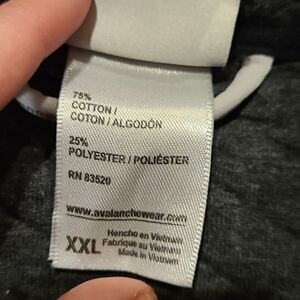 75%
COTTON /
COTON / ALGODÓN
25%
POLYESTER / POLIÉSTER
RN 83520
www.avalanchewear.com
XXL
Hencho en Vietnam
Fabrique au Vietnam
Made in Vietnam